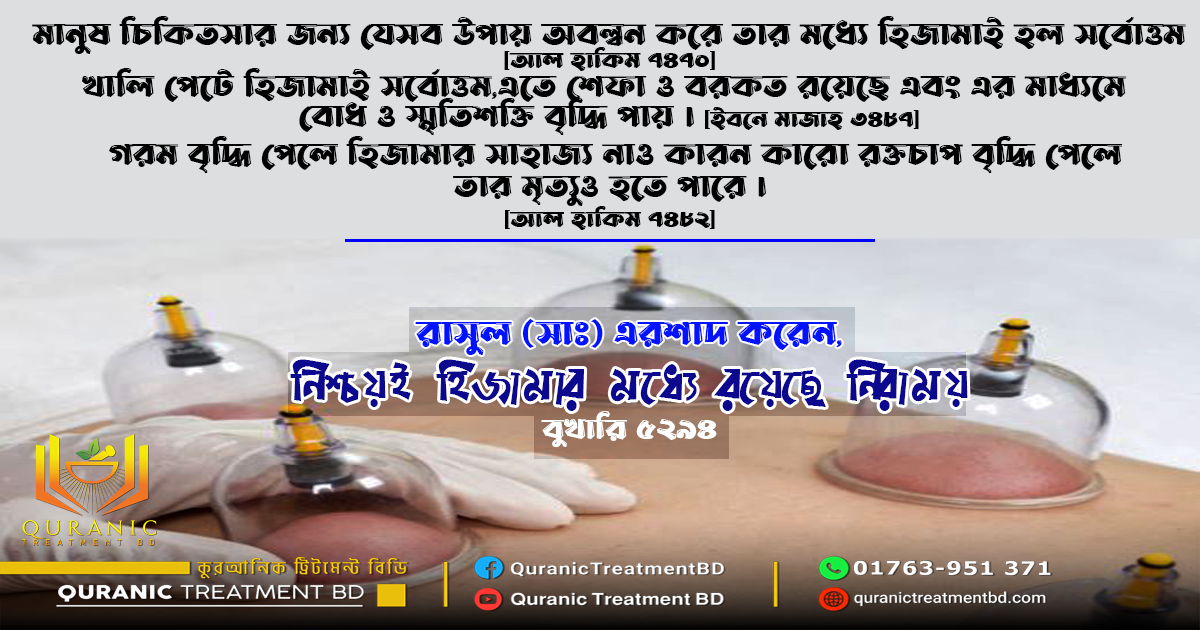 মানুষ চিকিতসার জন্য যেসব উপায় অবলম্বন করে তার মধ্যে হিজামাই হল সর্বোত্তম
[আল হাকিম ৭৪৭০]
খালি পেটে হিজামাই সর্বোত্তম,এতে শেফা ও বরকত রয়েছে এবং এর মাধ্যমে
বোধ ও স্মৃতিশক্তি বৃদ্ধি পায় । [ইবনে মাজাহ ৩৪৮৭]
গরম বৃদ্ধি পেলে হিজামার সাহাজ্য নাও কারন কারো রক্তচাপ বৃদ্ধি পেলে
তার মৃত্যুও হতে পারে ।
[আল হাকিম ৭৪৮২]
রাসুল (সাঃ) এরশাদ করেন,
নিশ্চয়ই হিজামার মধ্যে রয়েছে নিরাময়
বুখারি ৫২৯৪
QURANIC
TREATMENT BD
কুরআনিক ট্রিটমেন্ট বিডি
QURANIC TREATMENT BD
QuranicTreatmentBD
Quranic Treatment BD
01763-951 371
quranictreatmentbd.com